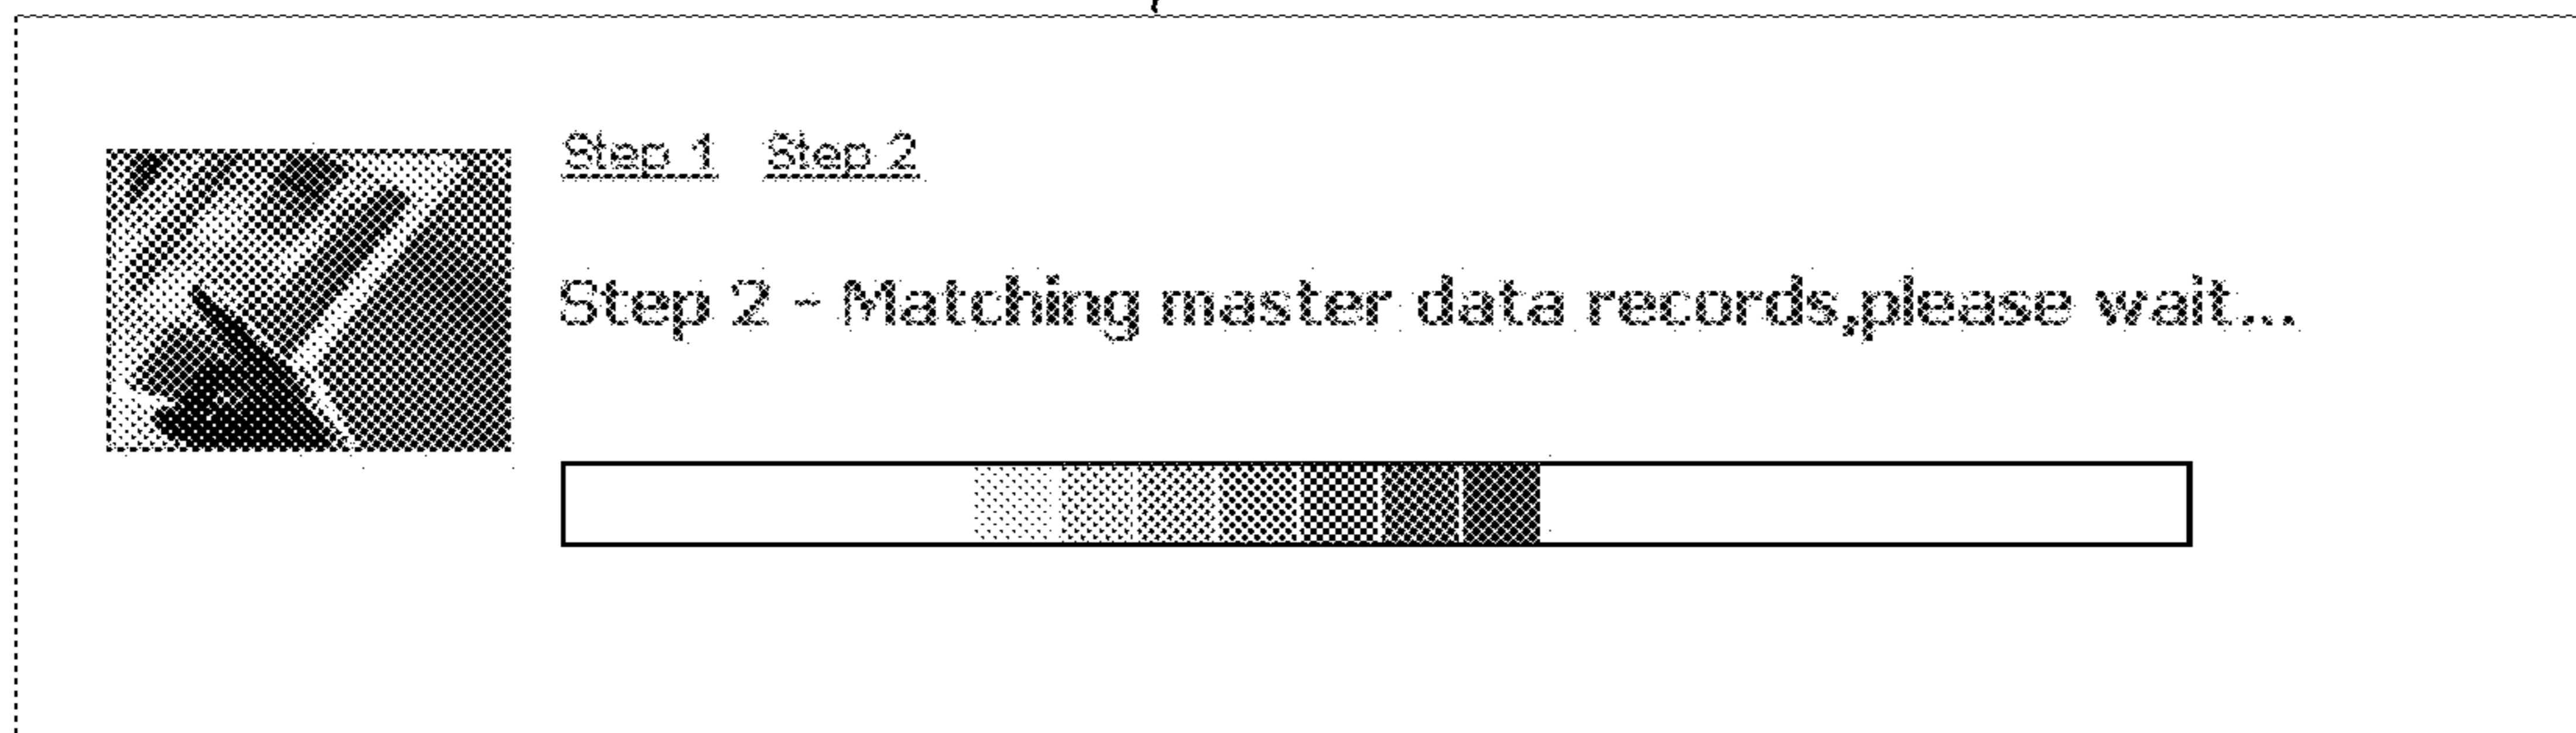 Step 1 Step 2
Step 2 - Matching master data records,please wait...